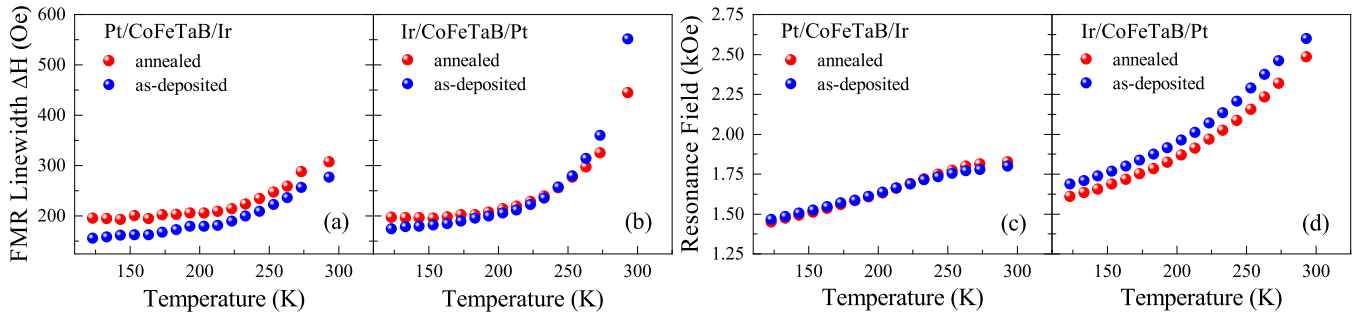 FMR Linewidth ΔH (Oe)
600
500
400
300
200
Pt/CoFeTaB/Ir
annealed
as-deposited
(a)
150
200
250
300
Temperature (K)
Ir/CoFeTaB/Pt
annealed
as-deposited
(b)
150
200
250
300
Temperature (K)
Resonance Field (kOe)
2.75
2.50
2.25
2.00
1.75
1.50
1.25
Pt/CoFeTaB/Ir
annealed
as-deposited
(c)
150
200
250
300
Temperature (K)
Ir/CoFeTaB/Pt
annealed
as-deposited
(d)
150
200
250
300
Temperature (K)